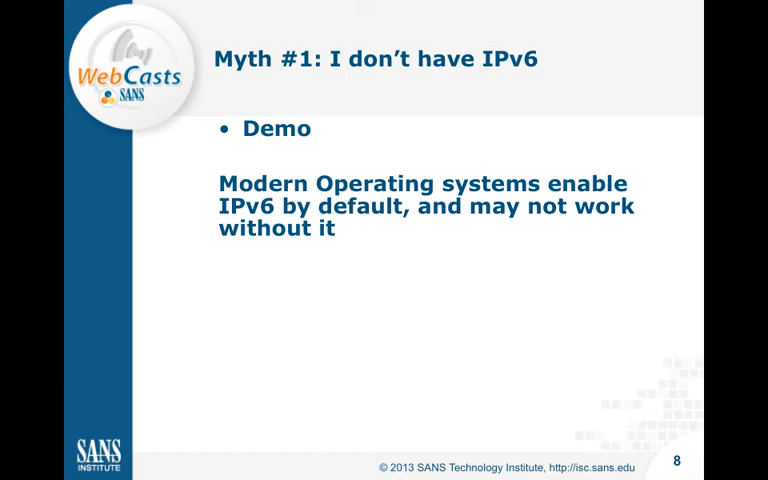 Myth #1: I don’t have IPv6
WebCasts
SANS
• Demo
Modern Operating systems enable
IPv6 by default, and may not work
without it
SANS
INSTITUTE
© 2013 SANS Technology Institute, http://isc.sans.edu
8